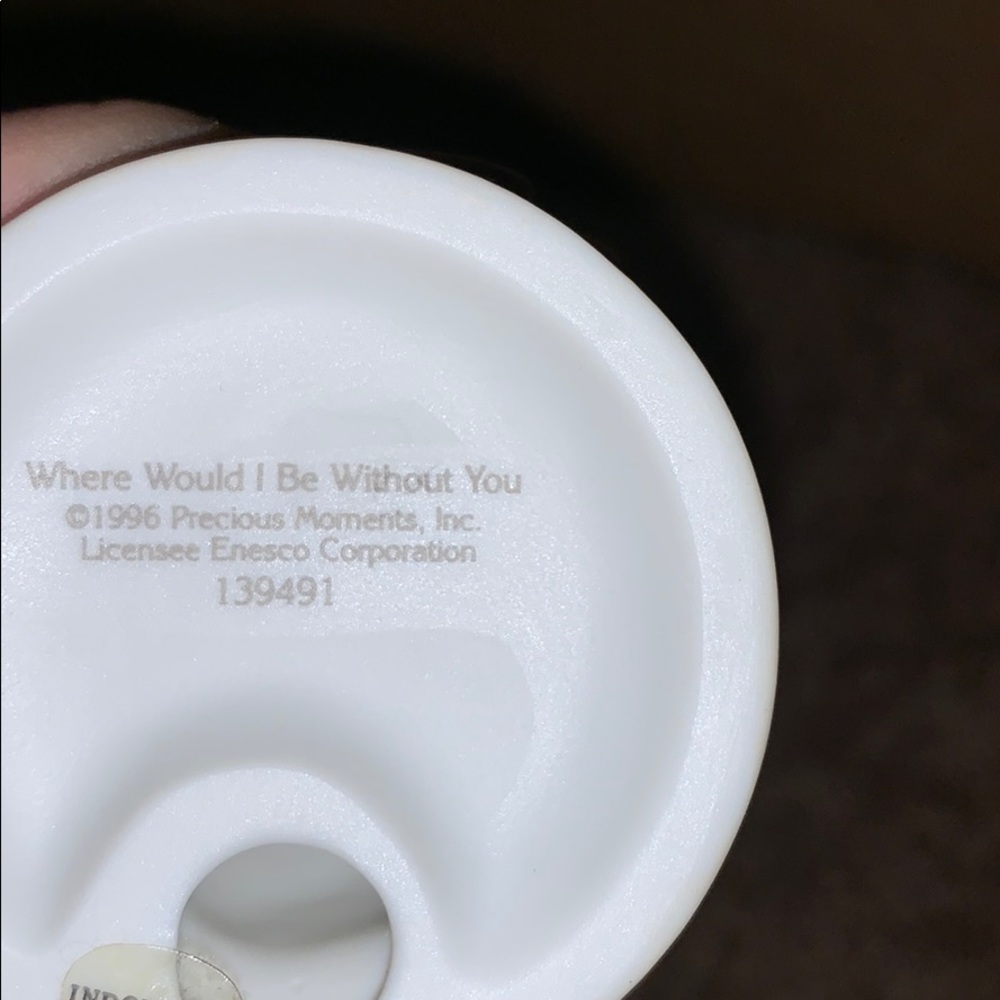 Where Would I Be Without You
©1996 Precious Moments, Inc.
Licensee Enesco Corporation
139491